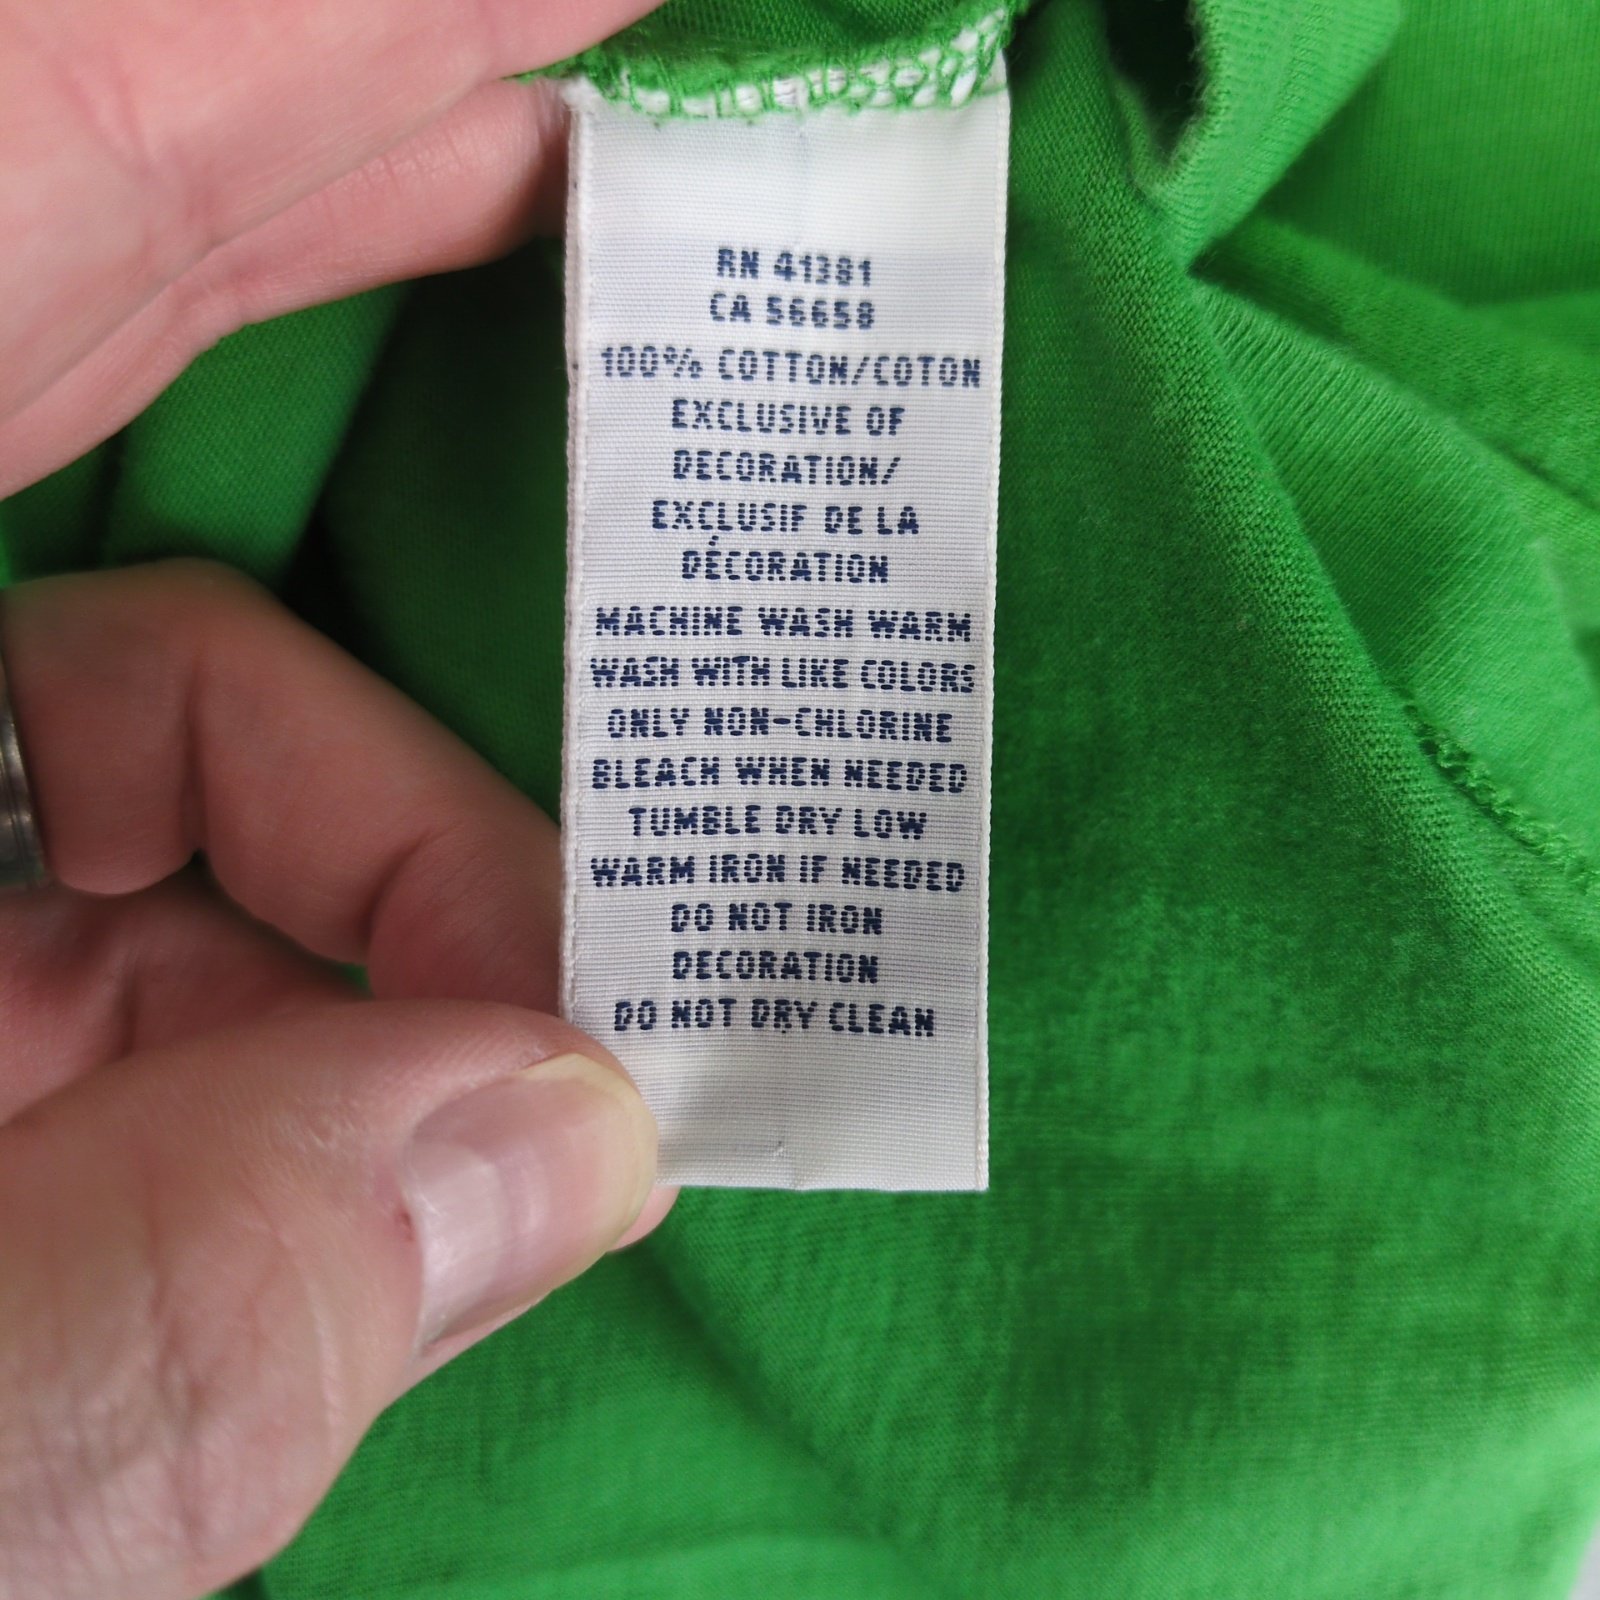 RN 41381
CA 56658
100% COTTON/COTON
EXCLUSIVE OF
DECORATION/
EXCLUSIF DE LA
DÉCORATION
MACHINE WASH WARM
WASH WITH LIKE COLORS
ONLY NON-CHLORINE
BLEACH WHEN NEEDED
TUMBLE DRY LOW
WARM IRON IF NEEDED
DO NOT IRON
DECORATION
DO NOT DRY CLEAN